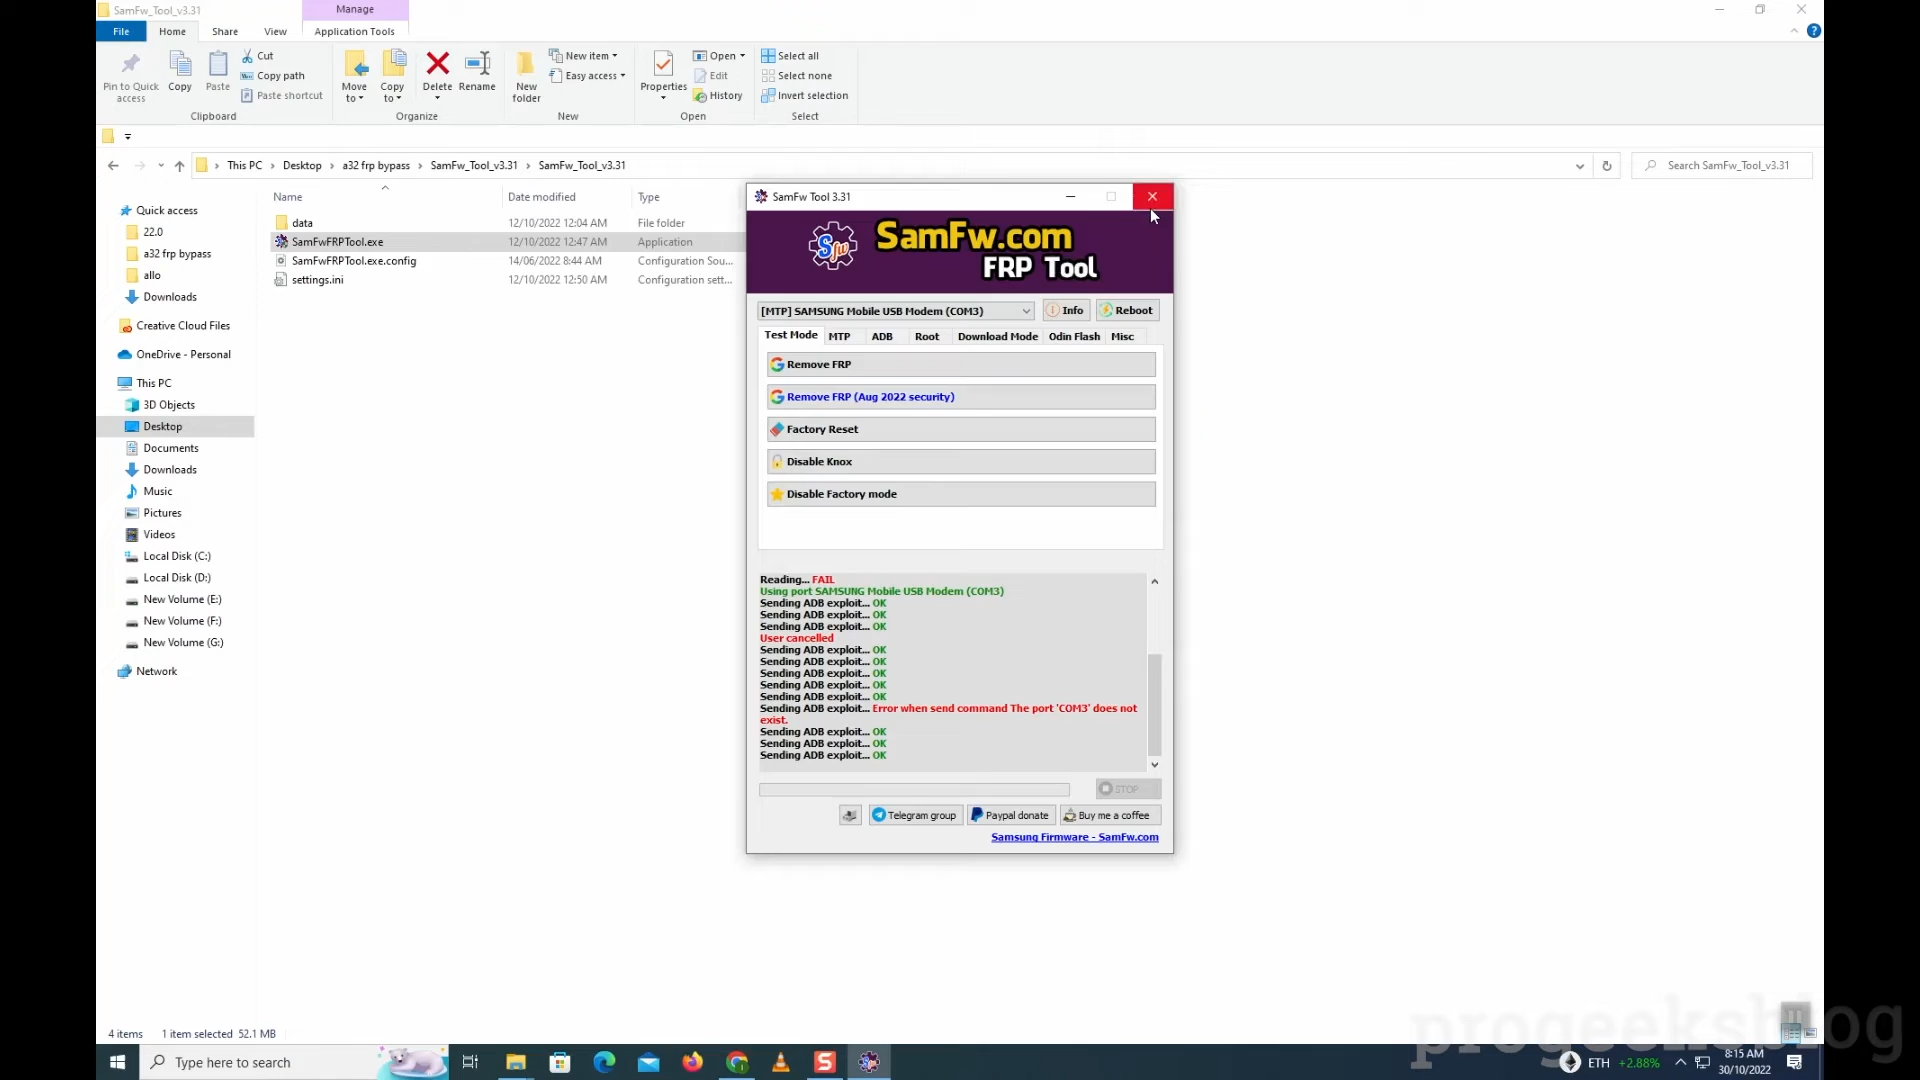 SamFw_Tool_v3.31
Manage
File
Home
Share
View
Application Tools
Pin to Quick access
Copy
Paste
Cut
Copy path
Paste shortcut
Clipboard
Move to
Copy to
Delete
Rename
Organize
New folder
New item
Easy access
New
Properties
Open
Edit
History
Open
Select all
Select none
Invert selection
Select
This PC > Desktop > a32 frp bypass > SamFw_Tool_v3.31 > SamFw_Tool_v3.31
Search SamFw_Tool_v3.31
Quick access
22.0
a32 frp bypass
allo
Downloads
Creative Cloud Files
OneDrive - Personal
This PC
3D Objects
Desktop
Documents
Downloads
Music
Pictures
Videos
Local Disk (C:)
Local Disk (D:)
New Volume (E:)
New Volume (F:)
New Volume (G:)
Network
Name Date modified Type
data 12/10/2022 12:04 AM File folder
SamFwFRPTool.exe 12/10/2022 12:47 AM Application
SamFwFRPTool.exe.config 14/06/2022 8:44 AM Configuration Sou...
settings.ini 12/10/2022 12:50 AM Configuration sett...
SamFw Tool 3.31
Sfw
SamFw.com
FRP Tool
[MTP] SAMSUNG Mobile USB Modem (COM3)
Info
Reboot
Test Mode MTP ADB Root Download Mode Odin Flash Misc
Remove FRP
Remove FRP (Aug 2022 security)
Factory Reset
Disable Knox
Disable Factory mode
Reading... FAIL
Using port SAMSUNG Mobile USB Modem (COM3)
Sending ADB exploit... OK
Sending ADB exploit... OK
Sending ADB exploit... OK
User cancelled
Sending ADB exploit... OK
Sending ADB exploit... OK
Sending ADB exploit... OK
Sending ADB exploit... OK
Sending ADB exploit... OK
Sending ADB exploit... Error when send command The port 'COM3' does not
exist.
Sending ADB exploit... OK
Sending ADB exploit... OK
Sending ADB exploit... OK
STOP
Telegram group
Paypal donate
Buy me a coffee
Samsung Firmware - SamFw.com
4 items 1 item selected 52.1 MB
progeeksblog
Type here to search
ETH +2.88%
8:15 AM
30/10/2022